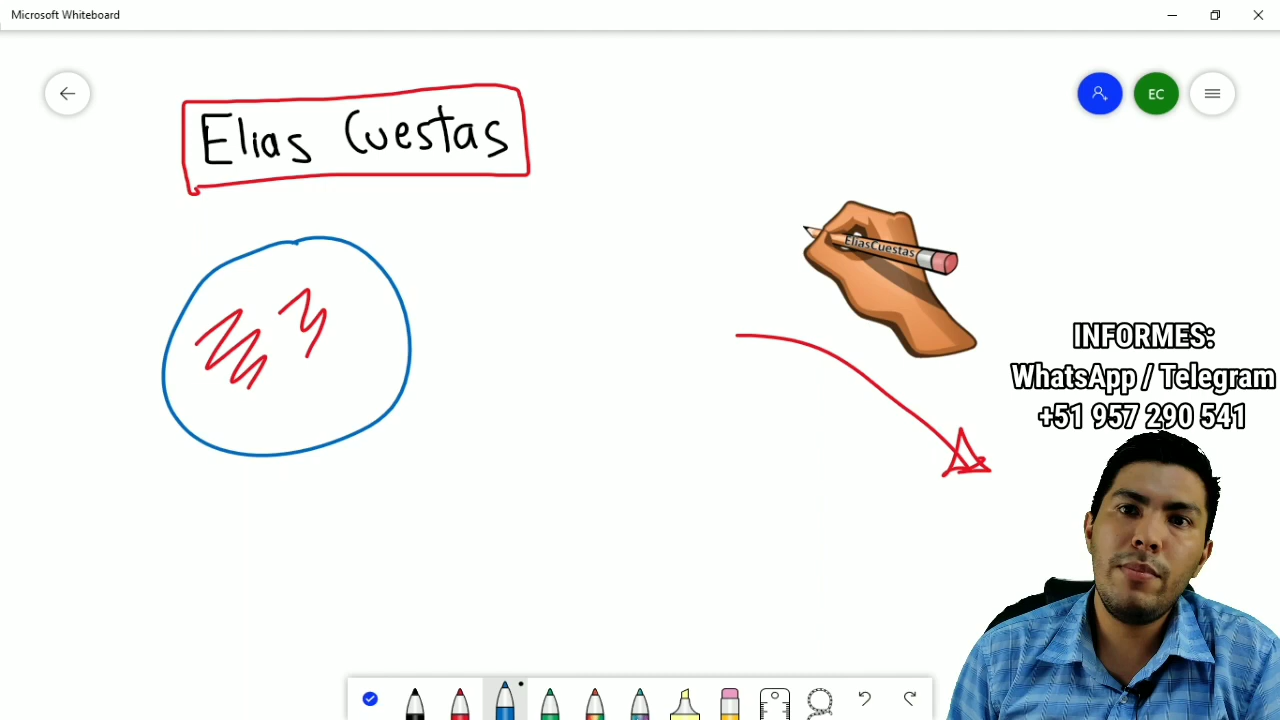 Microsoft Whiteboard
Elias Cuestas
EC
EliasCuestas
INFORMES:
WhatsApp / Telegram
+51 957 290 541